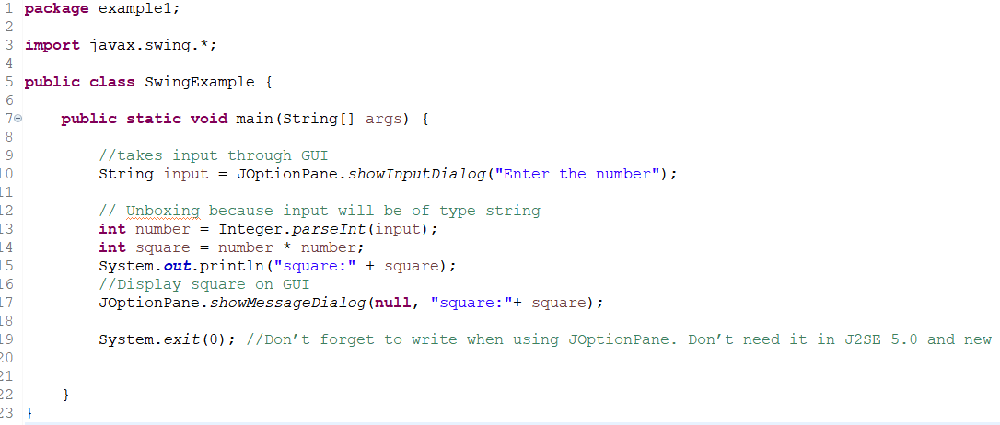 1 package example1;
2
3 import javax.swing.*;
4
5 public class SwingExample {
6
7 public static void main(String[] args) {
8
9 //takes input through GUI
10 String input = JOptionPane.showInputDialog("Enter the number");
11
12 // Unboxing because input will be of type string
13 int number = Integer.parseInt(input);
14 int square = number * number;
15 System.out.println("square:" + square);
16 //Display square on GUI
17 JOptionPane.showMessageDialog(null, "square:"+ square);
18
19 System.exit(0); //Don’t forget to write when using JOptionPane. Don’t need it in J2SE 5.0 and new
20
21
22 }
23 }